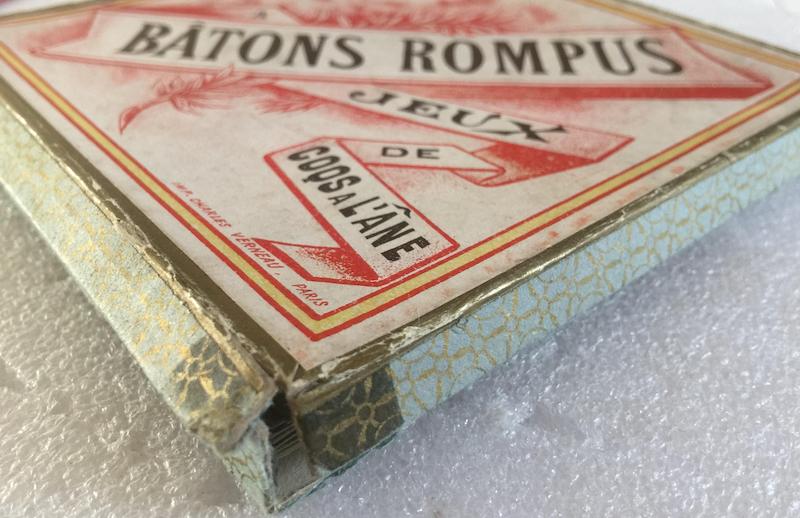 BÂTONS ROMPUS
JEUX
DE
COQS A L'ÂNE
IMP. CHARLES VERNEAU, PARIS